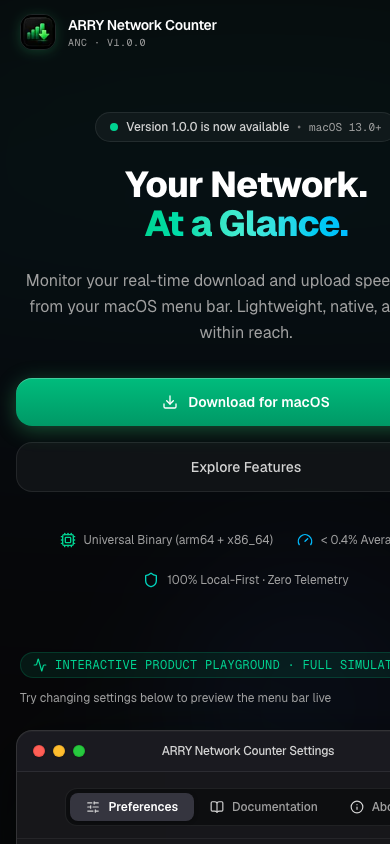 ARRY Network Counter
ANC · V1.0.0
Version 1.0.0 is now available • macOS 13.0+
Your Network.
At a Glance.
Monitor your real-time download and upload spee
from your macOS menu bar. Lightweight, native, a
within reach.
Download for macOS
Explore Features
Universal Binary (arm64 + x86_64) < 0.4% Avera
100% Local-First · Zero Telemetry
INTERACTIVE PRODUCT PLAYGROUND · FULL SIMULAT
Try changing settings below to preview the menu bar live
ARRY Network Counter Settings
Preferences Documentation Abo